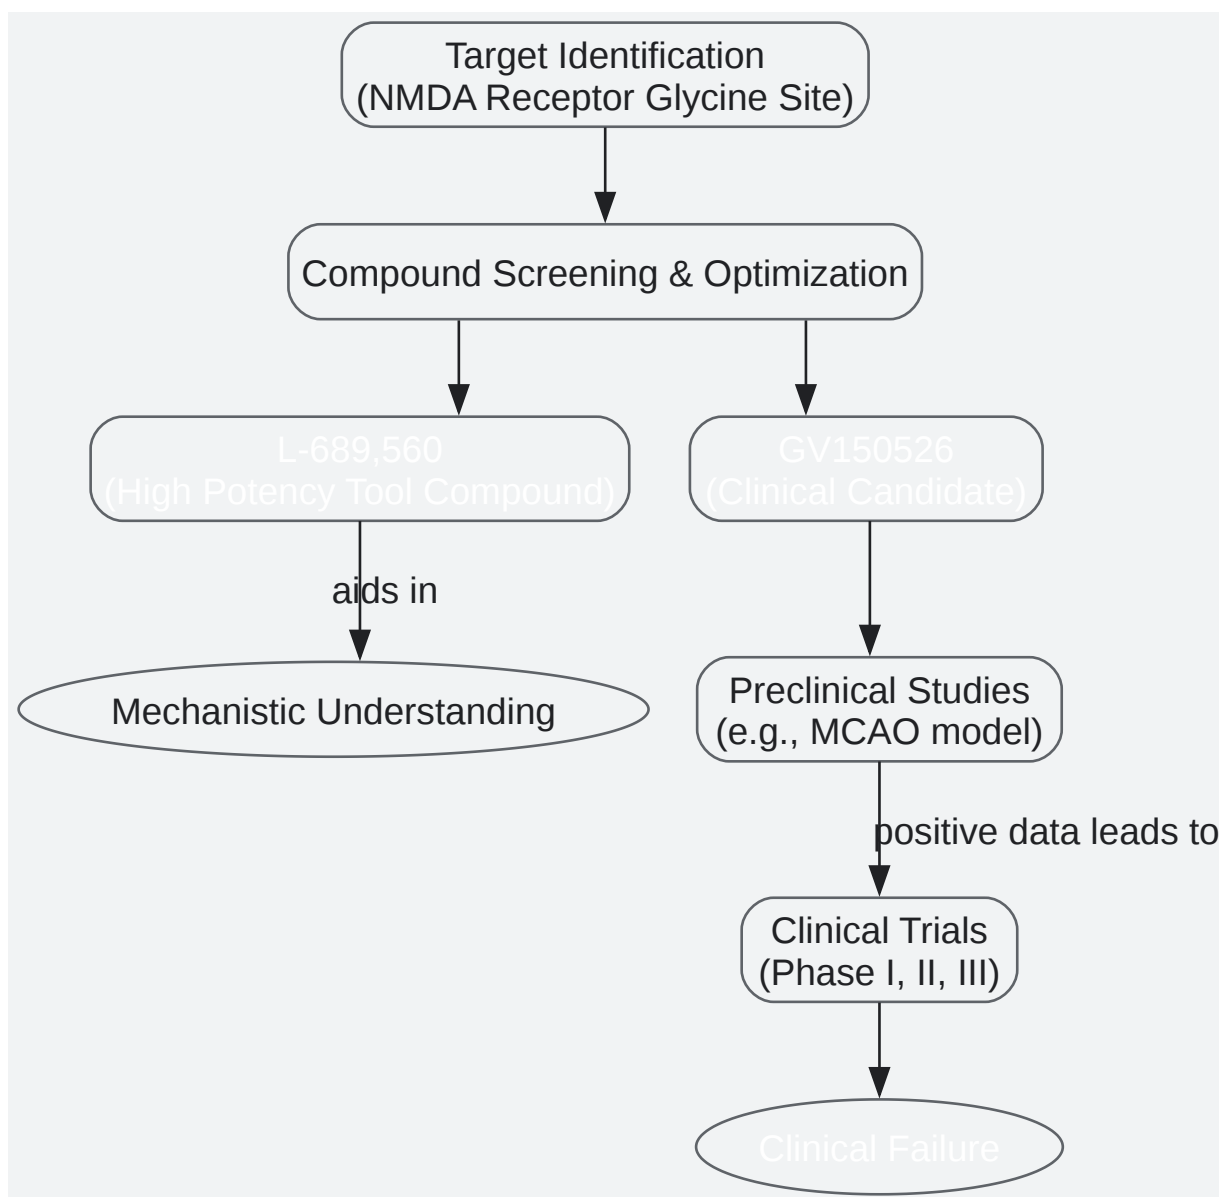 Target Identification
(NMDA Receptor Glycine Site)
Compound Screening & Optimization
L-689,560
(High Potency Tool Compound)
GV150526
(Clinical Candidate)
aids in
Mechanistic Understanding
Preclinical Studies
(e.g., MCAO model)
positive data leads to
Clinical Trials
(Phase I, II, III)
Clinical Failure